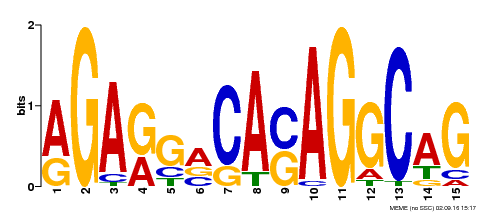 2
bits
1
0
A G A G G A C A C A G G C A G
G C A C G G T G C A T T C
T T C T G A
1 2 3 4 5 6 7 8 9 10 11 12 13 14 15
MEME (no SSC) 02.09.16 15:17